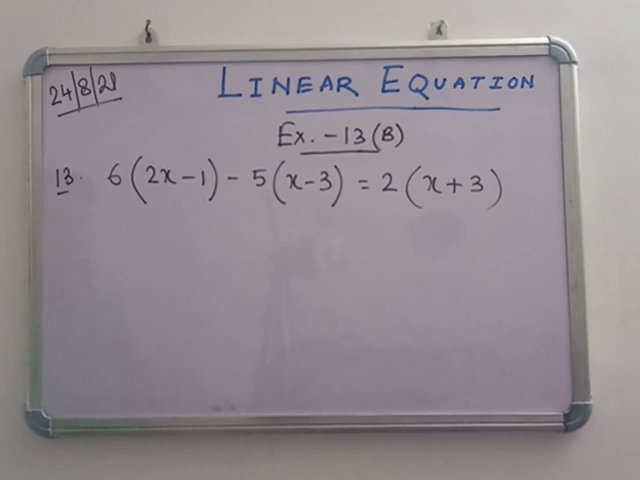 24/8/21
LINEAR EQUATION
Ex. - 13 (B)
13. 6(2x-1) - 5(x-3) = 2(x+3)